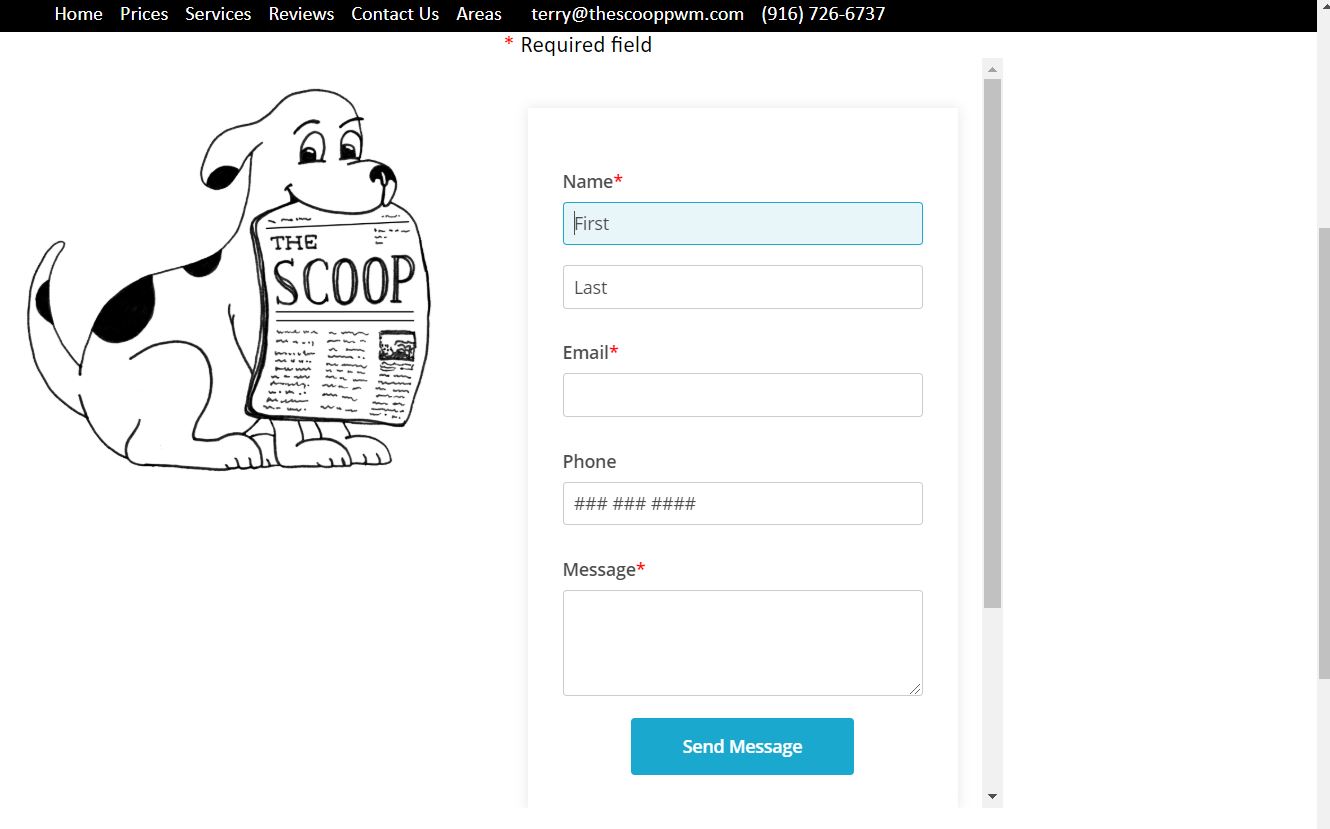 Home Prices Services Reviews Contact Us Areas terry@thescooppwm.com (916) 726-6737
* Required field
THE
SCOOP
Name*
First
Last
Email*
Phone
### ### ####
Message*
Send Message